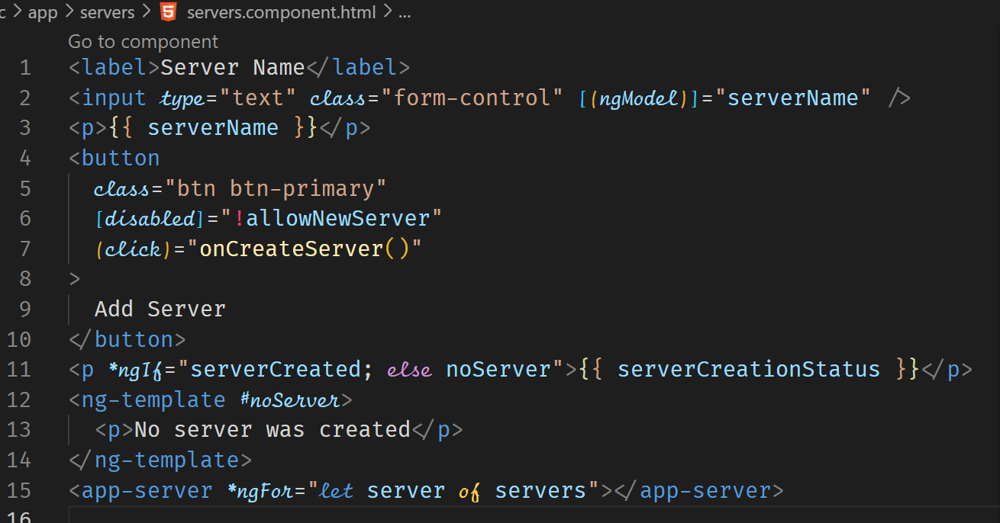 c > app > servers > servers.component.html > ...
Go to component
1 <label>Server Name</label>
2 <input type="text" class="form-control" [(ngModel)]="serverName" />
3 <p>{{ serverName }}</p>
4 <button
5 class="btn btn-primary"
6 [disabled]="!allowNewServer"
7 (click)="onCreateServer()"
8 >
9 Add Server
10 </button>
11 <p *ngIf="serverCreated; else noServer">{{ serverCreationStatus }}</p>
12 <ng-template #noServer>
13 <p>No server was created</p>
14 </ng-template>
15 <app-server *ngFor="let server of servers"></app-server>
16